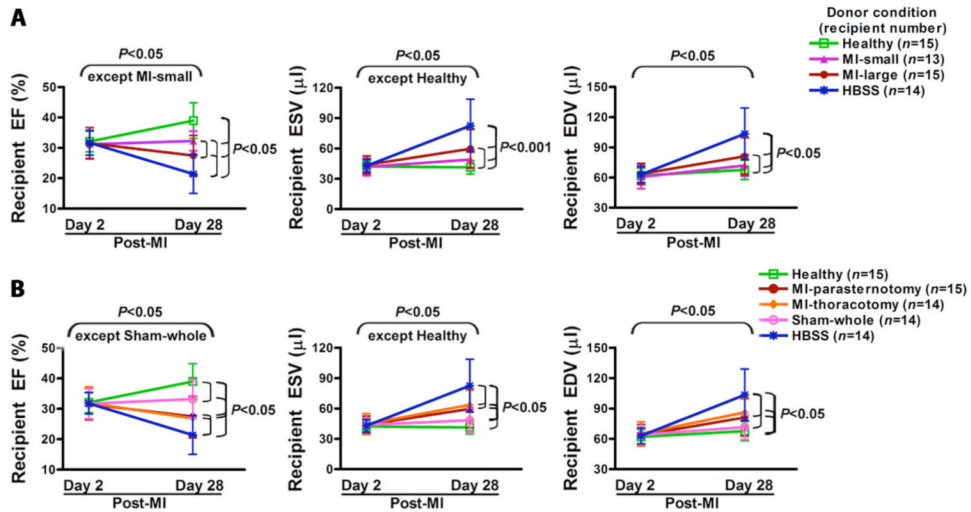 A
Donor condition
(recipient number)
Healthy (n=15)
MI-small (n=13)
MI-large (n=15)
HBSS (n=14)
P<0.05
except MI-small
Recipient EF (%)
50
40
30
20
10
P<0.05
Day 2
Day 28
Post-MI
P<0.05
except Healthy
Recipient ESV (µl)
120
90
60
30
0
P<0.001
Day 2
Day 28
Post-MI
P<0.05
Recipient EDV (µl)
150
120
90
60
30
P<0.05
Day 2
Day 28
Post-MI
B
Healthy (n=15)
MI-parasternotomy (n=15)
MI-thoracotomy (n=14)
Sham-whole (n=14)
HBSS (n=14)
P<0.05
except Sham-whole
Recipient EF (%)
50
40
30
20
10
P<0.05
Day 2
Day 28
Post-MI
P<0.05
except Healthy
Recipient ESV (µl)
120
90
60
30
0
P<0.05
Day 2
Day 28
Post-MI
P<0.05
Recipient EDV (µl)
150
120
90
60
30
P<0.05
Day 2
Day 28
Post-MI